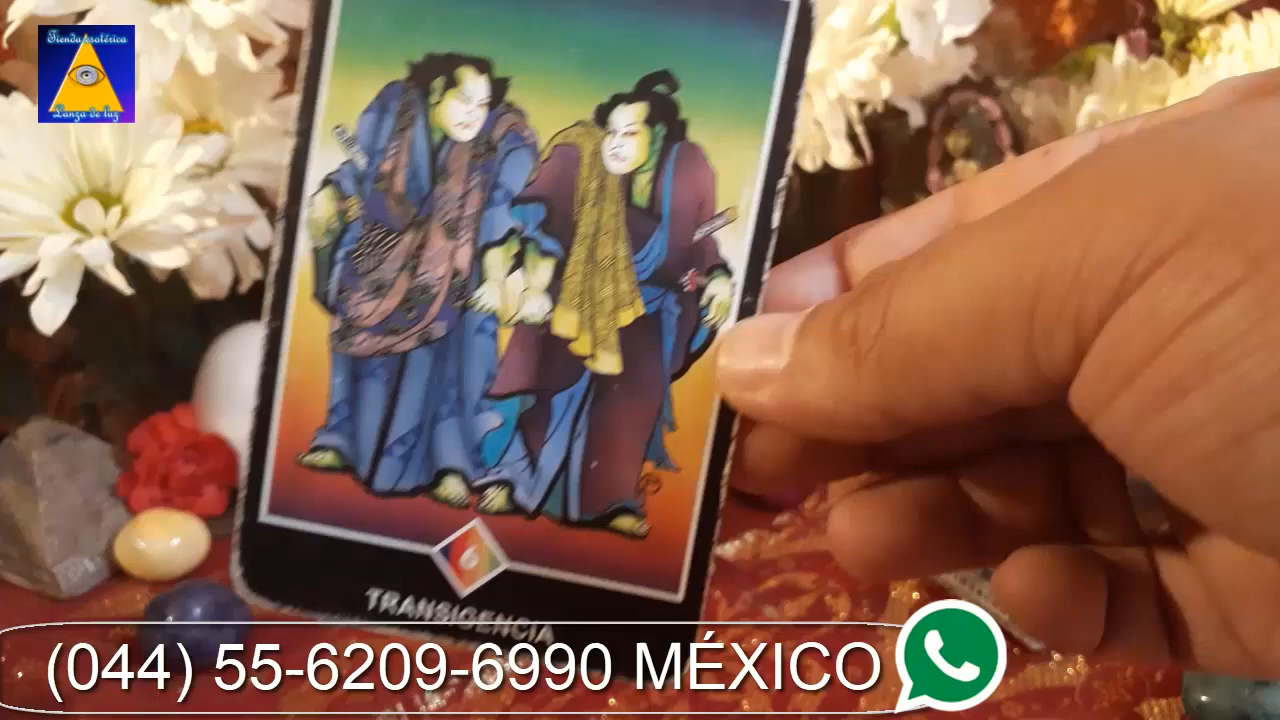 Tienda esotérica
Lanza de luz
TRANSIGENCIA
(044) 55-6209-6990 MÉXICO